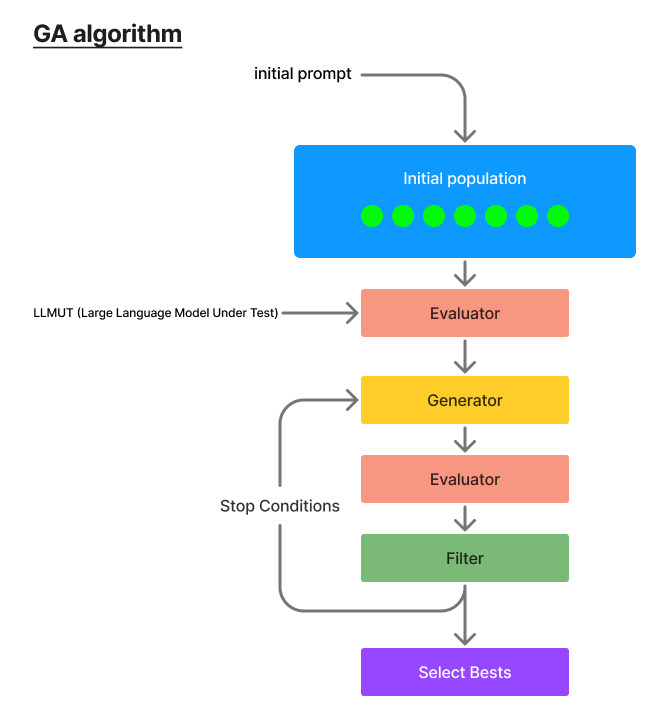 GA algorithm
initial prompt
Initial population
LLMUT (Large Language Model Under Test)
Evaluator
Generator
Evaluator
Stop Conditions
Filter
Select Bests